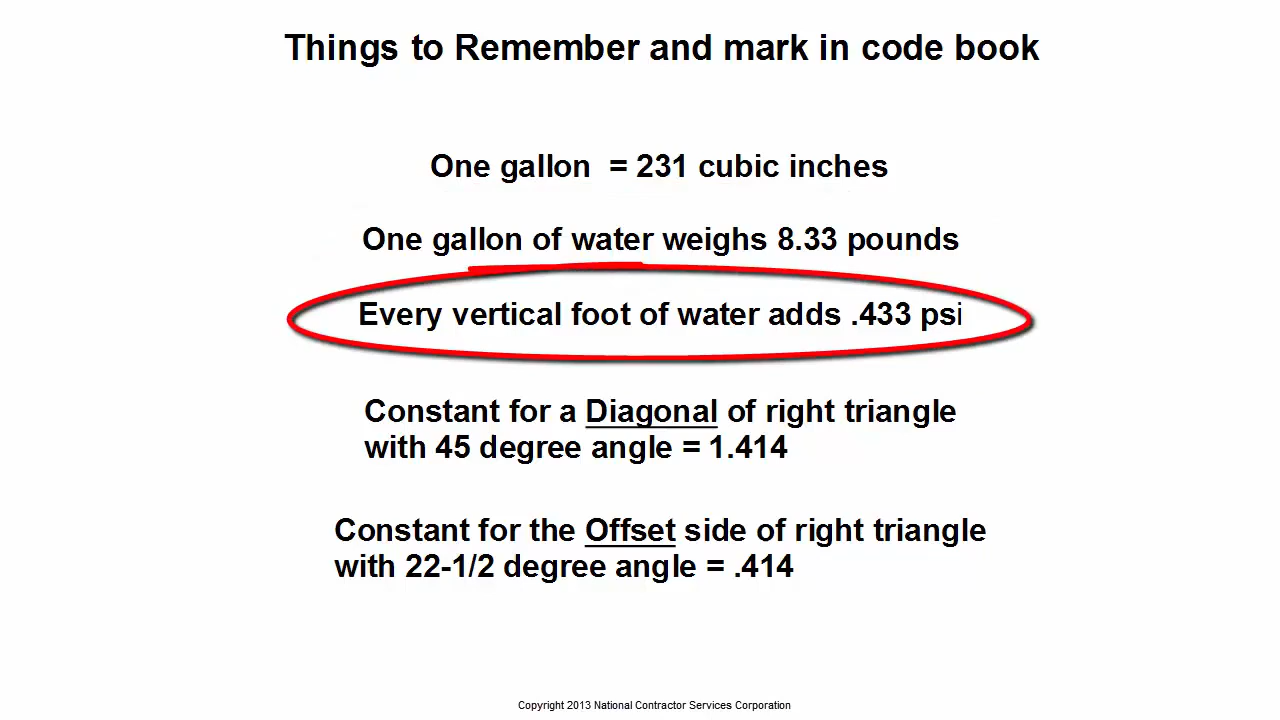 Things to Remember and mark in code book
One gallon = 231 cubic inches
One gallon of water weighs 8.33 pounds
Every vertical foot of water adds .433 psi
Constant for a Diagonal of right triangle
with 45 degree angle = 1.414
Constant for the Offset side of right triangle
with 22-1/2 degree angle = .414
Copyright 2013 National Contractor Services Corporation